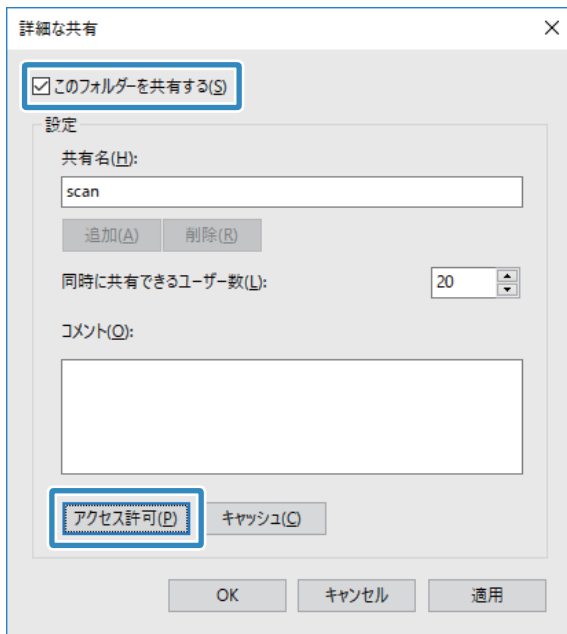 詳細な共有
このフォルダーを共有する(S)
設定
共有名(H):
scan
追加(A) 削除(R)
同時に共有できるユーザー数(L): 20
コメント(O):
アクセス許可(P) キャッシュ(C)
OK キャンセル 適用